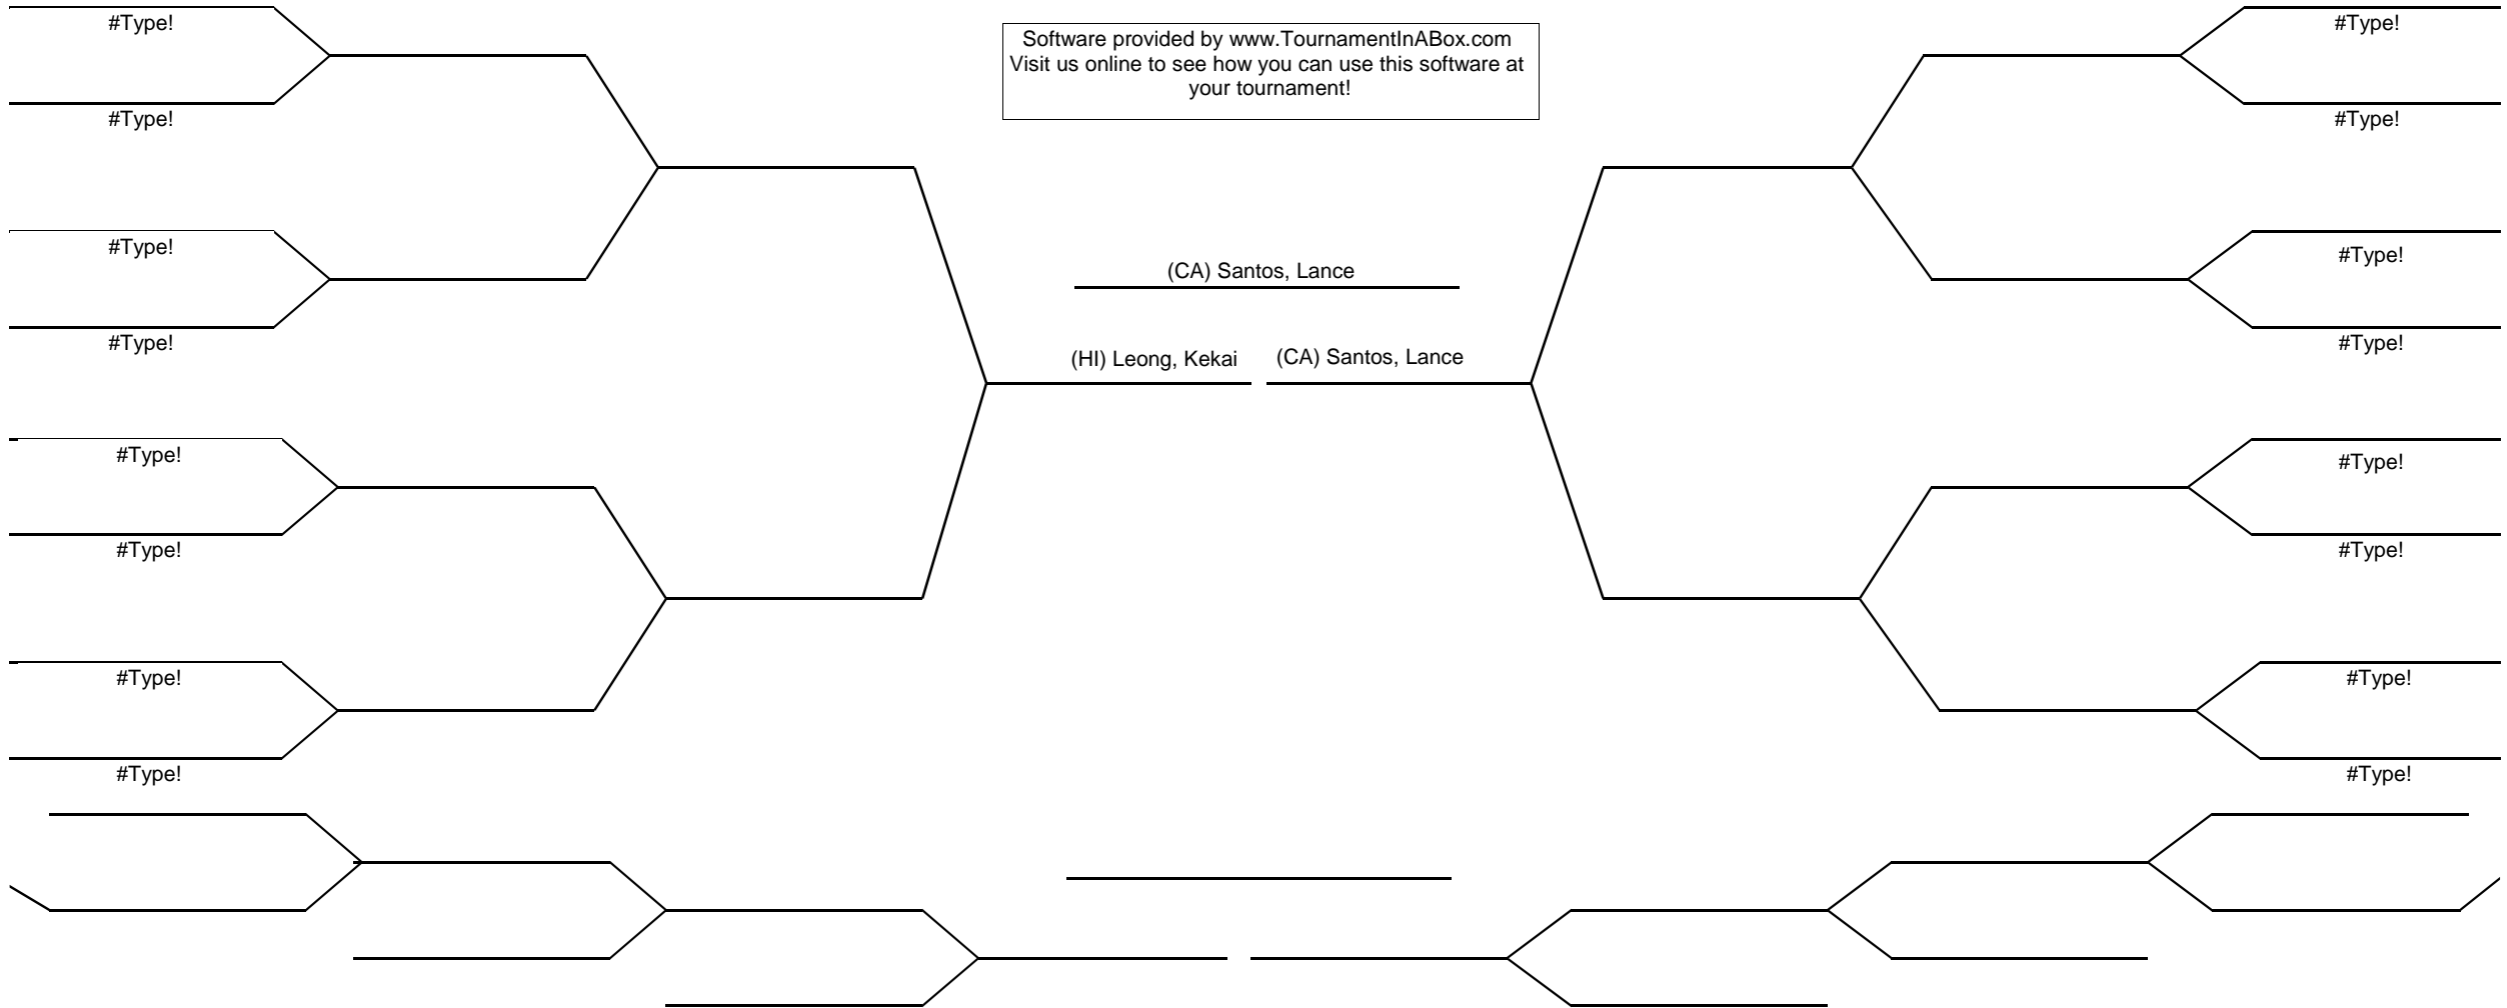 #Type!
#Type!
Software provided by www.TournamentInABox.com
Visit us online to see how you can use this software at
your tournament!
#Type!
#Type!
#Type!
#Type!
(CA) Santos, Lance
#Type!
#Type!
(HI) Leong, Kekai
(CA) Santos, Lance
#Type!
#Type!
#Type!
#Type!
#Type!
#Type!
#Type!
#Type!